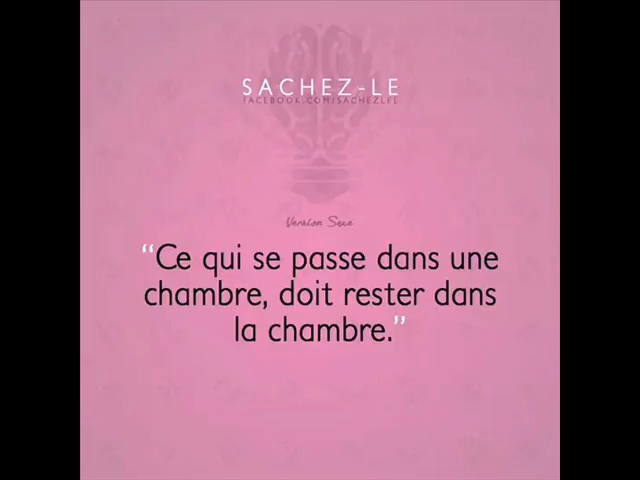 SACHEZ-LE
FACEBOOK.COM/SACHEZLEE
Version Sexe
“Ce qui se passe dans une
chambre, doit rester dans
la chambre.”